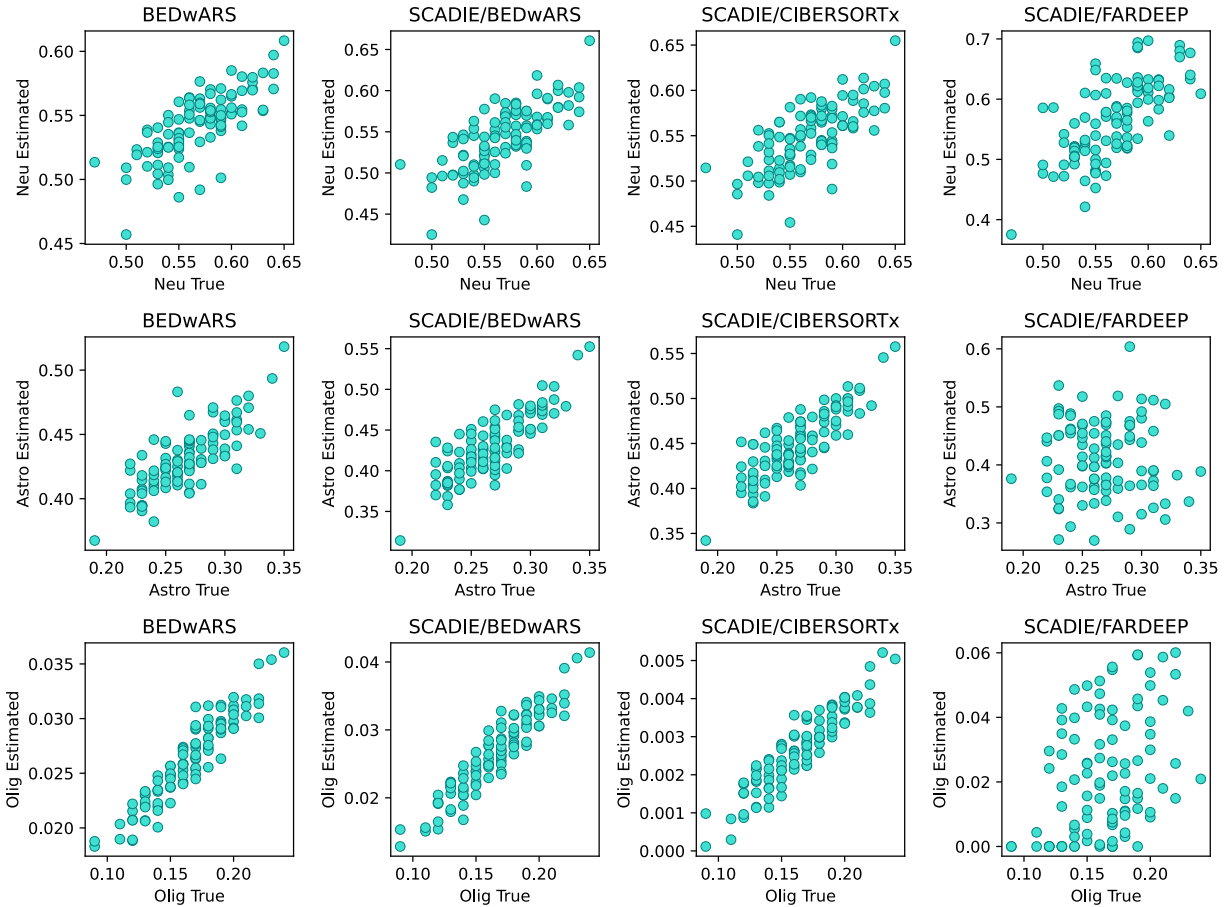 BEDwARS SCADIE/BEDwARS SCADIE/CIBERSORTx SCADIE/FARDEEP
Neu Estimated
0.60
0.55
0.50
0.45
0.50 0.55 0.60 0.65
Neu True
Neu Estimated
0.65
0.60
0.55
0.50
0.45
0.50 0.55 0.60 0.65
Neu True
Neu Estimated
0.65
0.60
0.55
0.50
0.45
0.50 0.55 0.60 0.65
Neu True
Neu Estimated
0.7
0.6
0.5
0.4
0.50 0.55 0.60 0.65
Neu True
BEDwARS SCADIE/BEDwARS SCADIE/CIBERSORTx SCADIE/FARDEEP
Astro Estimated
0.50
0.45
0.40
0.20 0.25 0.30 0.35
Astro True
Astro Estimated
0.55
0.50
0.45
0.40
0.35
0.20 0.25 0.30 0.35
Astro True
Astro Estimated
0.55
0.50
0.45
0.40
0.35
0.20 0.25 0.30 0.35
Astro True
Astro Estimated
0.6
0.5
0.4
0.3
0.20 0.25 0.30 0.35
Astro True
BEDwARS SCADIE/BEDwARS SCADIE/CIBERSORTx SCADIE/FARDEEP
Olig Estimated
0.035
0.030
0.025
0.020
0.10 0.15 0.20
Olig True
Olig Estimated
0.04
0.03
0.02
0.10 0.15 0.20
Olig True
Olig Estimated
0.005
0.004
0.003
0.002
0.001
0.000
0.10 0.15 0.20
Olig True
Olig Estimated
0.06
0.04
0.02
0.00
0.10 0.15 0.20
Olig True